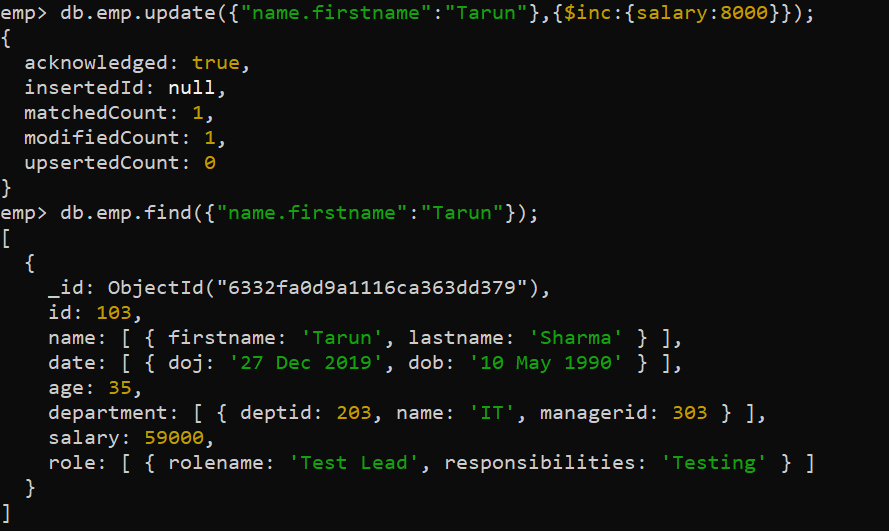 emp> db.emp.update({"name.firstname":"Tarun"},{$inc:{salary:8000}});
{
  acknowledged: true,
  insertedId: null,
  matchedCount: 1,
  modifiedCount: 1,
  upsertedCount: 0
}
emp> db.emp.find({"name.firstname":"Tarun"});
[
  {
    _id: ObjectId("6332fa0d9a1116ca363dd379"),
    id: 103,
    name: [ { firstname: 'Tarun', lastname: 'Sharma' } ],
    date: [ { doj: '27 Dec 2019', dob: '10 May 1990' } ],
    age: 35,
    department: [ { deptid: 203, name: 'IT', managerid: 303 } ],
    salary: 59000,
    role: [ { rolename: 'Test Lead', responsibilities: 'Testing' } ]
  }
]